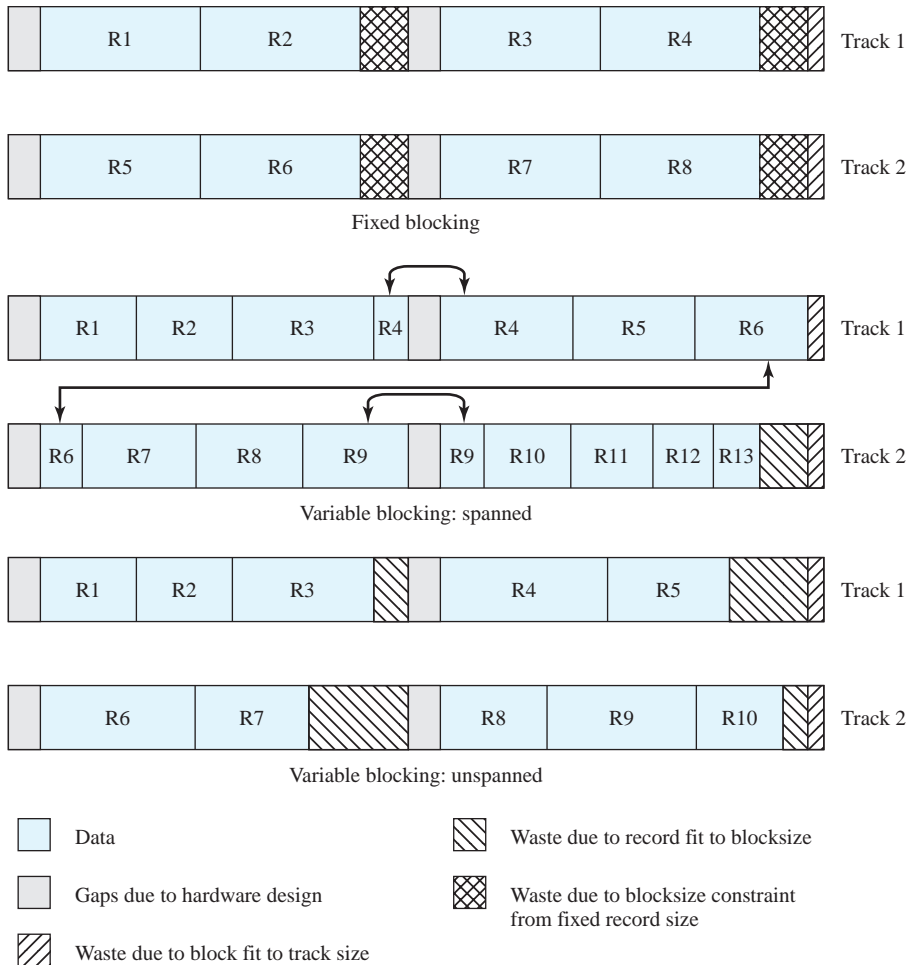 R1 R2 R3 R4 Track 1
R5 R6 R7 R8 Track 2
Fixed blocking
R1 R2 R3 R4 R4 R5 R6 Track 1
R6 R7 R8 R9 R9 R10 R11 R12 R13 Track 2
Variable blocking: spanned
R1 R2 R3 R4 R5 Track 1
R6 R7 R8 R9 R10 Track 2
Variable blocking: unspanned
Data
Gaps due to hardware design
Waste due to block fit to track size
Waste due to record fit to blocksize
Waste due to blocksize constraint
from fixed record size